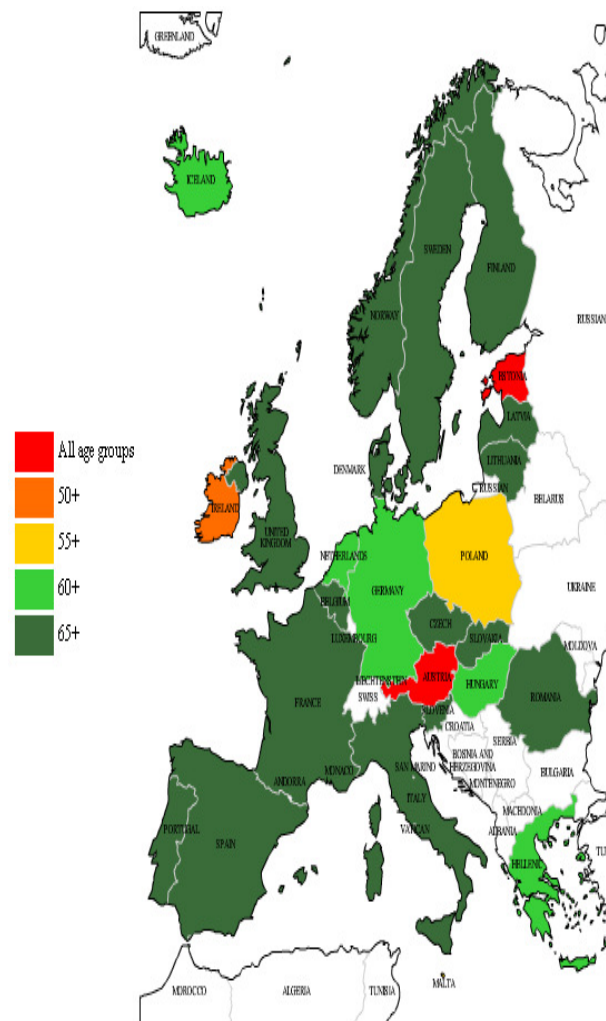 GREENLAND
ICELAND
SWEDEN
FINLAND
NORWAY
RUSSIAN
ESTONIA
LATVIA
LITHUANIA
DENMARK
RUSSIAN
BELARUS
All age groups
50+
55+
60+
65+
IRELAND
UNITED
KINGDOM
NETHERLANDS
POLAND
GERMANY
UKRAINE
BELGIUM
CZECH
LUXEMBOURG
SLOVAKIA
MOLDOVA
LIECHTENSTEIN
AUSTRIA
HUNGARY
SWISS
ROMANIA
FRANCE
SLOVENIA
CROATIA
SERBIA
BOSNIA AND
HERZEGOVINA
SAN MARINO
MONACO
BULGARIA
ANDORRA
MONTENEGRO
ITALY
MACEDONIA
PORTUGAL
VATICAN
ALBANIA
SPAIN
TU
HELLENIC
MALTA
MOROCCO
ALGERIA
TUNISIA